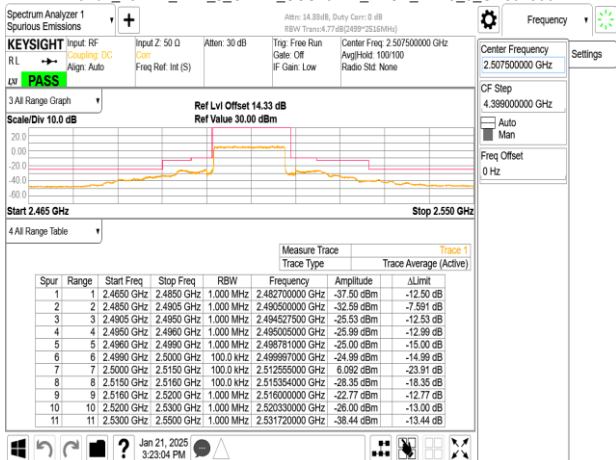 Spectrum Analyzer 1
Spurious Emissions
Attn: 14.33dB, Duty Cerr: 0 dB
RBW Trans:4.77dB(2499~2516MHz)
Frequency
KEYSIGHT
RL
PASS
Input: RF
Coupling: DC
Align: Auto
Input Z: 50 Ω
Corr
Freq Ref: Int (S)
Atten: 30 dB
Trig: Free Run
Gate: Off
IF Gain: Low
Center Freq: 2.507500000 GHz
Avg|Hold: 100/100
Radio Std: None
Center Frequency
2.507500000 GHz
Settings
CF Step
4.399000000 GHz
Auto
Man
Freq Offset
0 Hz
3 All Range Graph
Scale/Div 10.0 dB
Ref Lvl Offset 14.33 dB
Ref Value 30.00 dBm
20.0
0.00
-20.0
-40.0
-60.0
Start 2.465 GHz
Stop 2.550 GHz
4 All Range Table
Measure Trace Trace 1
Trace Type Trace Average (Active)
Spur Range Start Freq Stop Freq RBW Frequency Amplitude ΔLimit
1 1 2.4650 GHz 2.4850 GHz 1.000 MHz 2.482700000 GHz -37.50 dBm -12.50 dB
2 2 2.4850 GHz 2.4905 GHz 1.000 MHz 2.490500000 GHz -32.59 dBm -7.591 dB
3 3 2.4905 GHz 2.4950 GHz 1.000 MHz 2.494527500 GHz -25.53 dBm -12.53 dB
4 4 2.4950 GHz 2.4960 GHz 1.000 MHz 2.495005000 GHz -25.99 dBm -12.99 dB
5 5 2.4960 GHz 2.4990 GHz 1.000 MHz 2.498781000 GHz -25.00 dBm -15.00 dB
6 6 2.4990 GHz 2.5000 GHz 100.0 kHz 2.499997000 GHz -24.99 dBm -14.99 dB
7 7 2.5000 GHz 2.5150 GHz 100.0 kHz 2.512555000 GHz 6.092 dBm -23.91 dB
8 8 2.5150 GHz 2.5160 GHz 100.0 kHz 2.515354000 GHz -28.35 dBm -18.35 dB
9 9 2.5160 GHz 2.5200 GHz 1.000 MHz 2.516000000 GHz -22.77 dBm -12.77 dB
10 10 2.5200 GHz 2.5300 GHz 1.000 MHz 2.520330000 GHz -26.00 dBm -13.00 dB
11 11 2.5300 GHz 2.5500 GHz 1.000 MHz 2.531720000 GHz -38.44 dBm -13.44 dB
Jan 21, 2025
3:23:04 PM